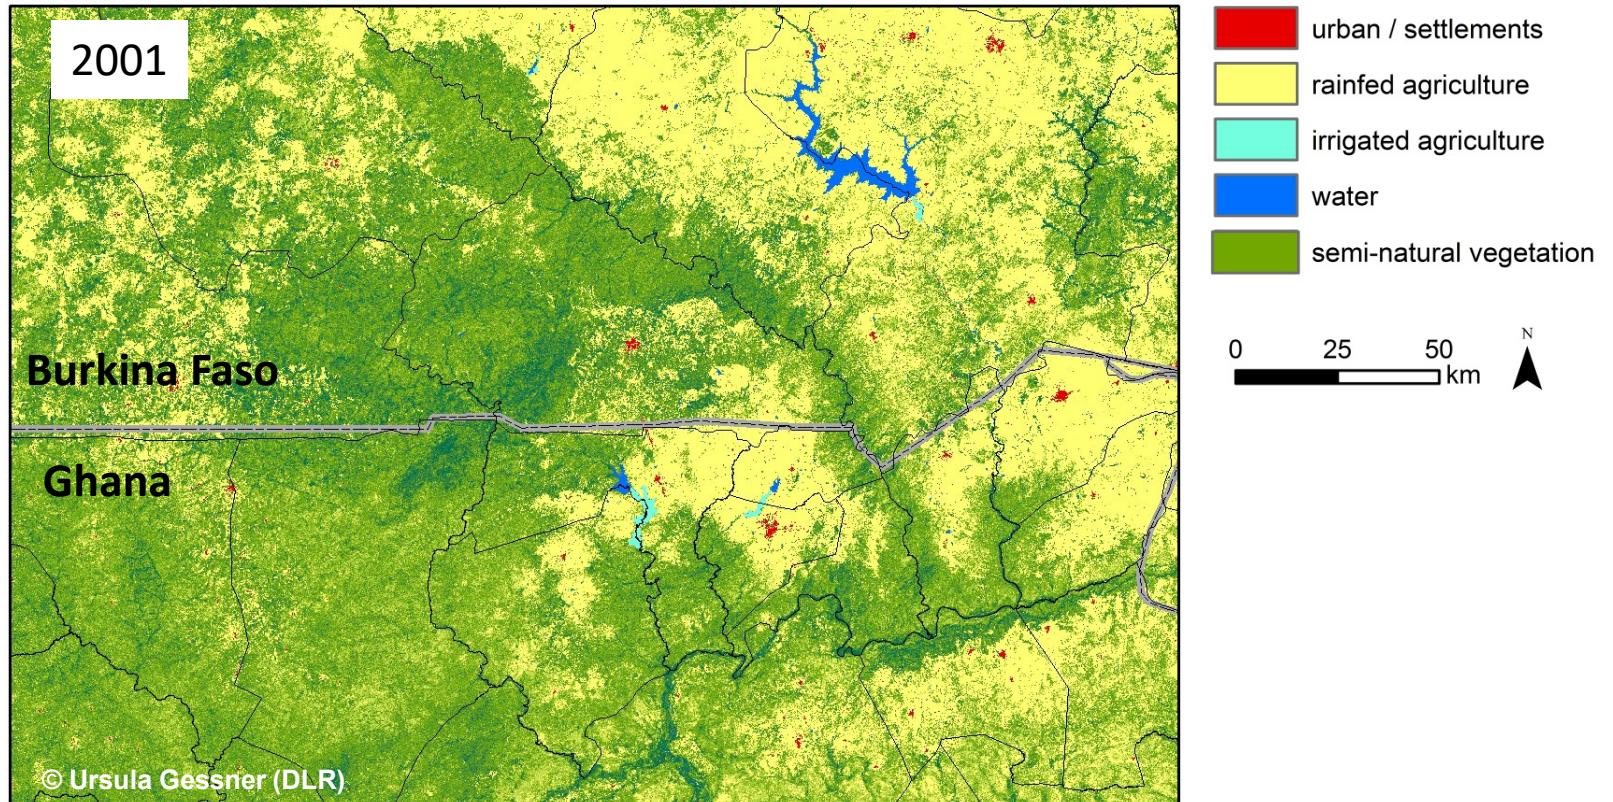 2001
Burkina Faso
Ghana
© Ursula Gessner (DLR)
urban / settlements
rainfed agriculture
irrigated agriculture
water
semi-natural vegetation
0 25 50
km
N